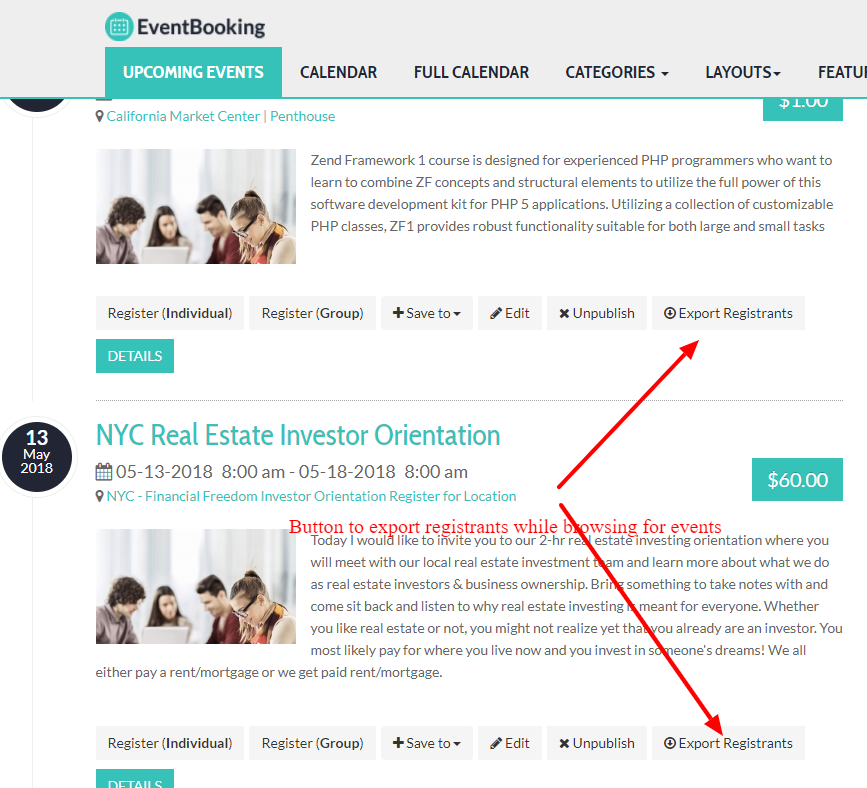 EventBooking
UPCOMING EVENTS
CALENDAR
FULL CALENDAR
CATEGORIES
LAYOUTS
FEATU
$1.00
California Market Center | Penthouse
Zend Framework 1 course is designed for experienced PHP programmers who want to
learn to combine ZF concepts and structural elements to utilize the full power of this
software development kit for PHP 5 applications. Utilizing a collection of customizable
PHP classes, ZF1 provides robust functionality suitable for both large and small tasks
Register (Individual)
Register (Group)
Save to
Edit
Unpublish
Export Registrants
DETAILS
13
May
2018
NYC Real Estate Investor Orientation
05-13-2018 8:00 am - 05-18-2018 8:00 am
$60.00
NYC - Financial Freedom Investor Orientation Register for Location
Button to export registrants while browsing for events
Today I would like to invite you to our 2-hr real estate investing orientation where you
will meet with our local real estate investment team and learn more about what we do
as real estate investors & business ownership. Bring something to take notes with and
come sit back and listen to why real estate investing is meant for everyone. Whether
you like real estate or not, you might not realize yet that you already are an investor. You
most likely pay for where you live now and you invest in someone's dreams! We all
either pay a rent/mortgage or we get paid rent/mortgage.
Register (Individual)
Register (Group)
Save to
Edit
Unpublish
Export Registrants
DETAILS